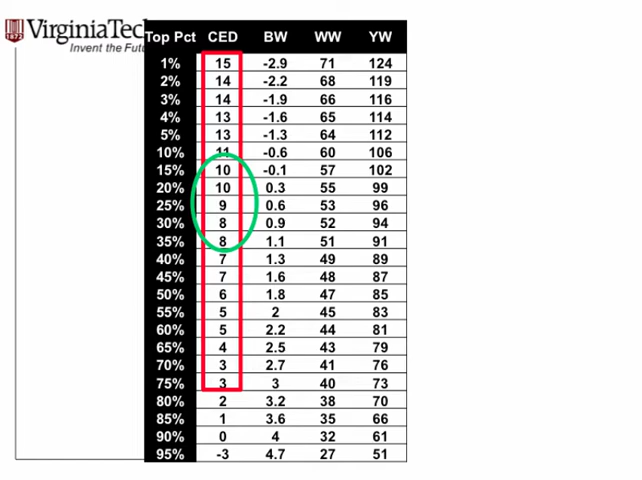 VirginiaTech
Invent the Futu
1872
Top Pct CED BW WW YW
1% 15 -2.9 71 124
2% 14 -2.2 68 119
3% 14 -1.9 66 116
4% 13 -1.6 65 114
5% 13 -1.3 64 112
10% 11 -0.6 60 106
15% 10 -0.1 57 102
20% 10 0.3 55 99
25% 9 0.6 53 96
30% 8 0.9 52 94
35% 8 1.1 51 91
40% 7 1.3 49 89
45% 7 1.6 48 87
50% 6 1.8 47 85
55% 5 2 45 83
60% 5 2.2 44 81
65% 4 2.5 43 79
70% 3 2.7 41 76
75% 3 3 40 73
80% 2 3.2 38 70
85% 1 3.6 35 66
90% 0 4 32 61
95% -3 4.7 27 51